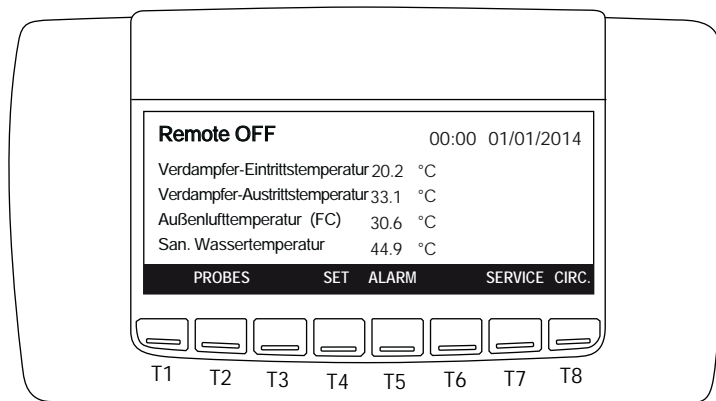 Remote OFF 00:00 01/01/2014
Verdampfer-Eintrittstemperatur 20.2 °C
Verdampfer-Austrittstemperatur 33.1 °C
Außenlufttemperatur (FC) 30.6 °C
San. Wassertemperatur 44.9 °C
PROBES SET ALARM SERVICE CIRC.
T1 T2 T3 T4 T5 T6 T7 T8